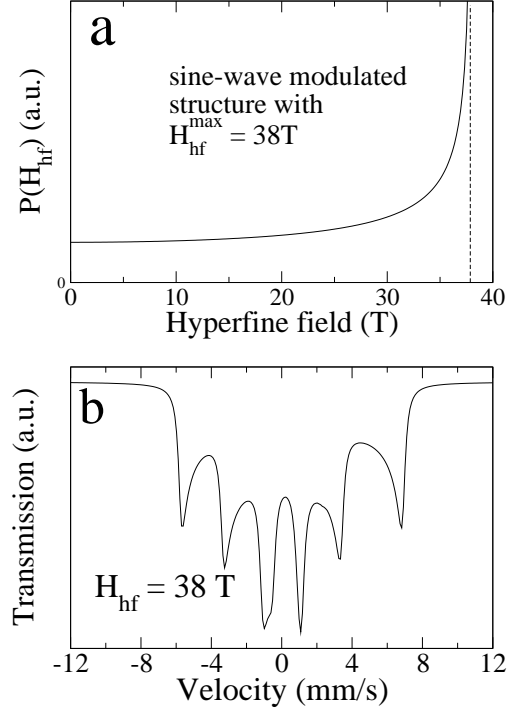 a
sine-wave modulated
structure with
H_hf^max = 38T
P(H_hf) (a.u.)
0
0 10 20 30 40
Hyperfine field (T)
b
H_hf = 38 T
Transmission (a.u.)
-12 -8 -4 0 4 8 12
Velocity (mm/s)